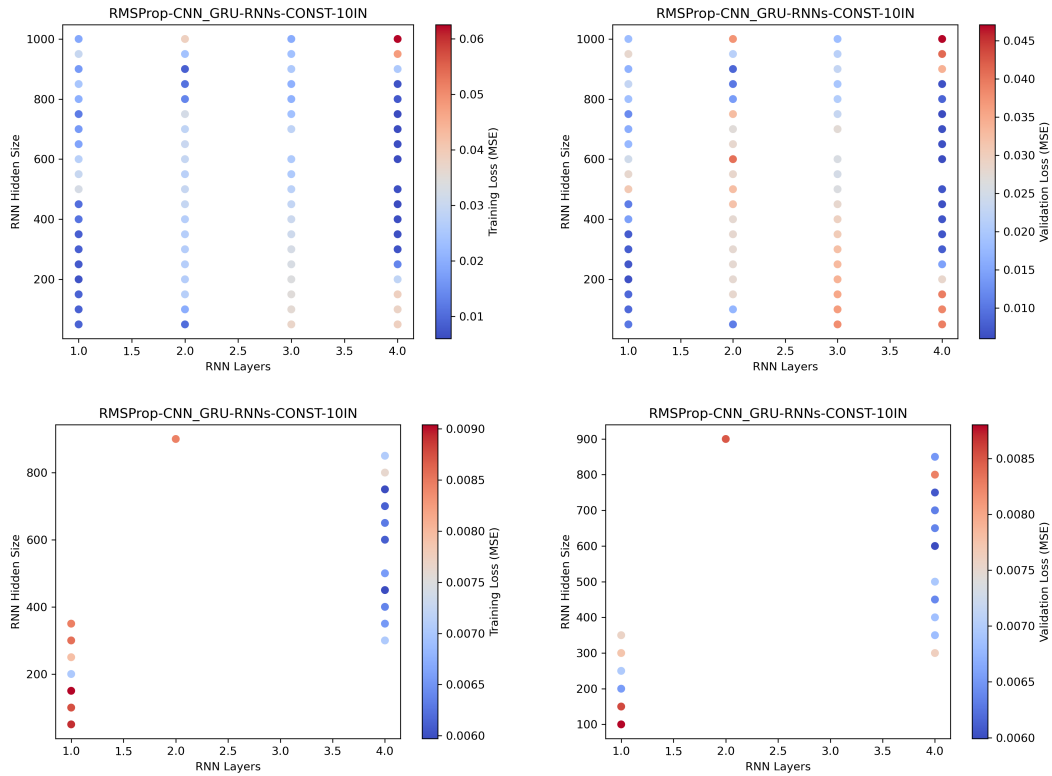 RMSProp-CNN_GRU-RNNs-CONST-10IN
1000
800
600
400
200
1.0 1.5 2.0 2.5 3.0 3.5 4.0
RNN Layers
RNN Hidden Size
0.06
0.05
0.04
0.03
0.02
0.01
Training Loss (MSE)
RMSProp-CNN_GRU-RNNs-CONST-10IN
1000
800
600
400
200
1.0 1.5 2.0 2.5 3.0 3.5 4.0
RNN Layers
RNN Hidden Size
0.045
0.040
0.035
0.030
0.025
0.020
0.015
0.010
Validation Loss (MSE)
RMSProp-CNN_GRU-RNNs-CONST-10IN
800
600
400
200
1.0 1.5 2.0 2.5 3.0 3.5 4.0
RNN Layers
RNN Hidden Size
0.0090
0.0085
0.0080
0.0075
0.0070
0.0065
0.0060
Training Loss (MSE)
RMSProp-CNN_GRU-RNNs-CONST-10IN
900
800
700
600
500
400
300
200
100
1.0 1.5 2.0 2.5 3.0 3.5 4.0
RNN Layers
RNN Hidden Size
0.0085
0.0080
0.0075
0.0070
0.0065
0.0060
Validation Loss (MSE)